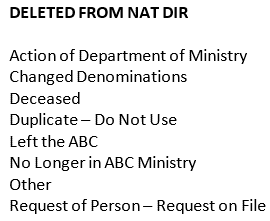 DELETED FROM NAT DIR
Action of Department of Ministry
Changed Denominations
Deceased
Duplicate – Do Not Use
Left the ABC
No Longer in ABC Ministry
Other
Request of Person – Request on File